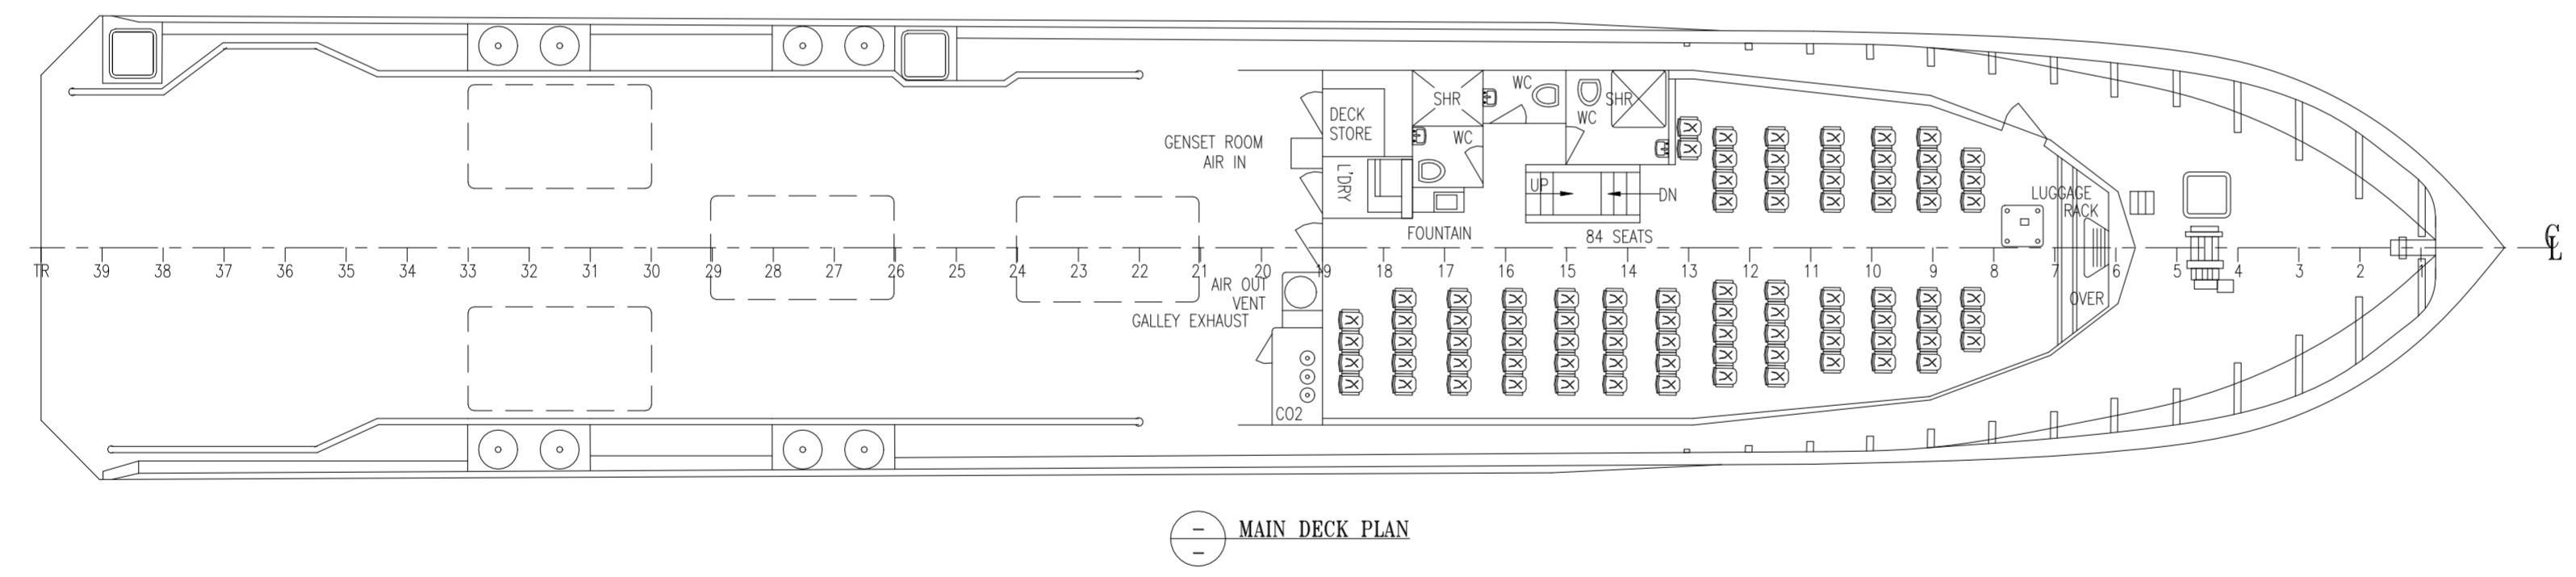 SHR
WC
WC
SHR
DECK
STORE
GENSET ROOM
AIR IN
WC
L'DRY
UP
DN
LUGGAGE
RACK
FOUNTAIN
84 SEATS
CL
TR 39 38 37 36 35 34 33 32 31 30 29 28 27 26 25 24 23 22 21 20 19 18 17 16 15 14 13 12 11 10 9 8 7 6 5 4 3 2 1
AIR OUT
VENT
GALLEY EXHAUST
OVER
CO2
MAIN DECK PLAN